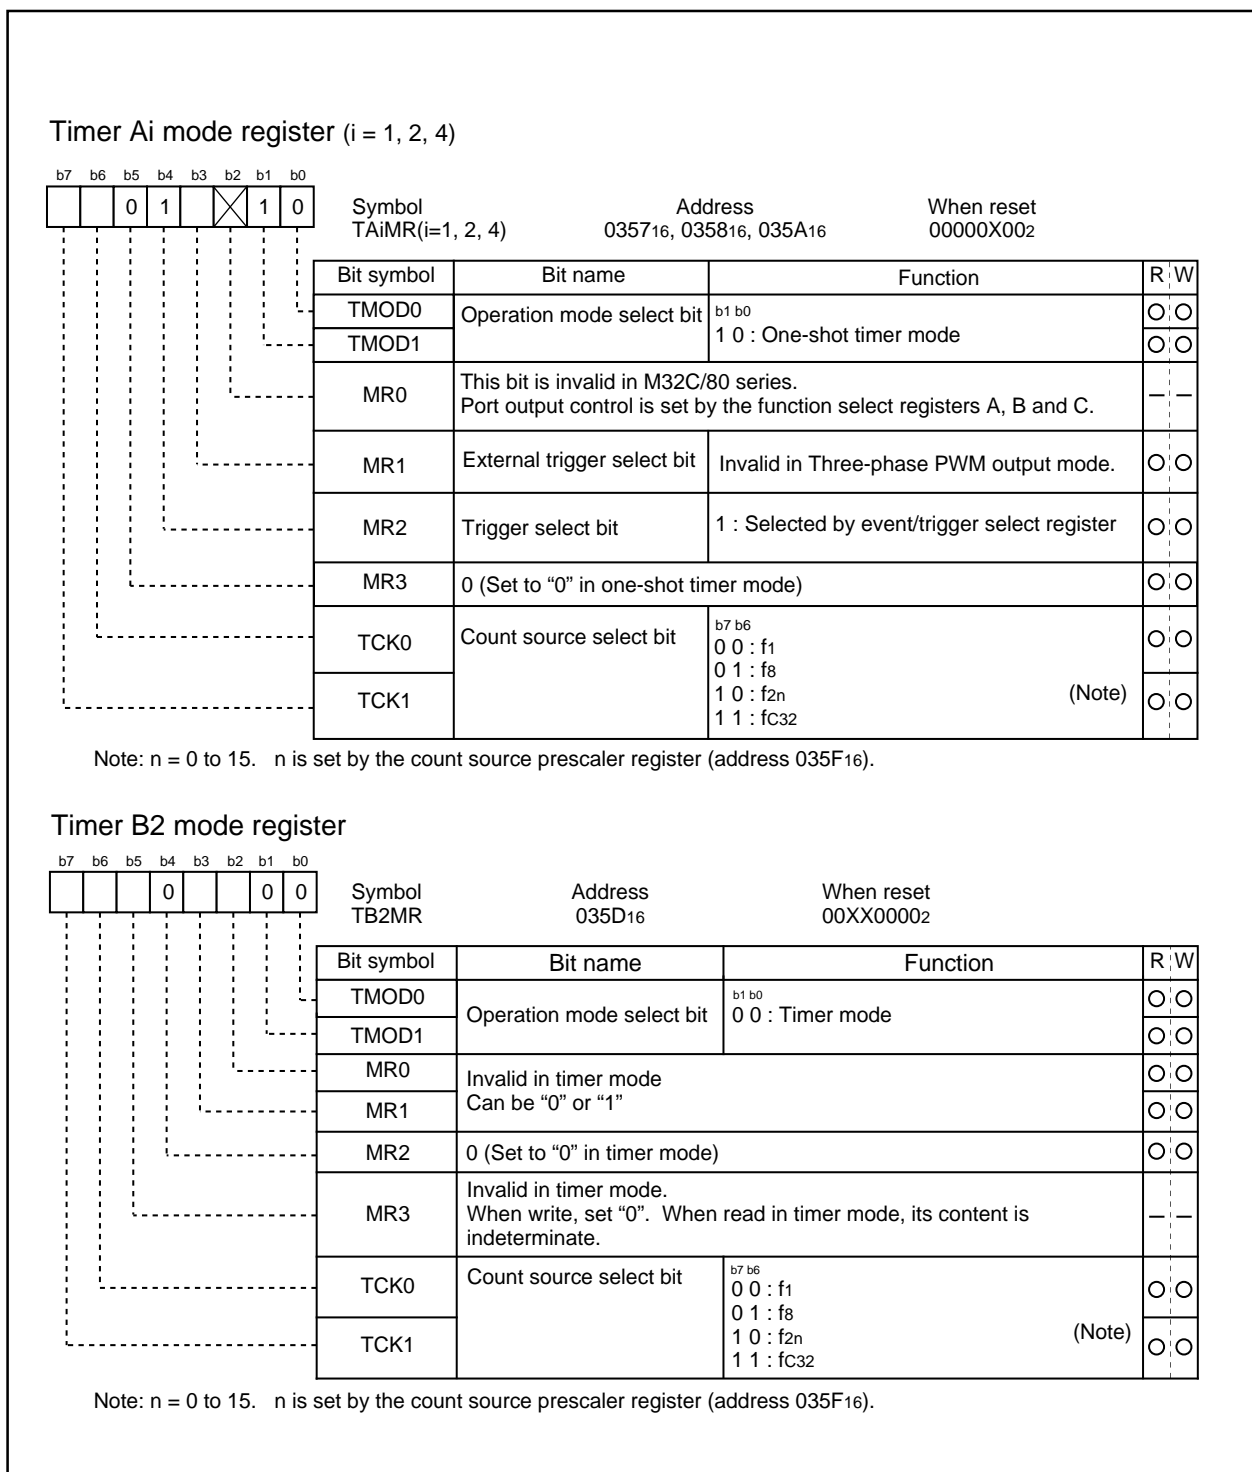 Timer Ai mode register (i = 1, 2, 4)
b7 b6 b5 b4 b3 b2 b1 b0
0 1 1 0
Symbol Address When reset
TAiMR(i=1, 2, 4) 035716, 035816, 035A16 00000X002
Bit symbol Bit name Function R W
TMOD0 Operation mode select bit b1 b0
1 0 : One-shot timer mode
TMOD1
MR0 This bit is invalid in M32C/80 series.
Port output control is set by the function select registers A, B and C. – –
MR1 External trigger select bit Invalid in Three-phase PWM output mode.
MR2 Trigger select bit 1 : Selected by event/trigger select register
MR3 0 (Set to “0” in one-shot timer mode)
TCK0 Count source select bit b7 b6
0 0 : f1
0 1 : f8
TCK1 1 0 : f2n (Note)
1 1 : fC32
Note: n = 0 to 15. n is set by the count source prescaler register (address 035F16).
Timer B2 mode register
b7 b6 b5 b4 b3 b2 b1 b0
0 0 0
Symbol Address When reset
TB2MR 035D16 00XX00002
Bit symbol Bit name Function R W
TMOD0 Operation mode select bit b1 b0
0 0 : Timer mode
TMOD1
MR0 Invalid in timer mode
MR1 Can be “0” or “1”
MR2 0 (Set to “0” in timer mode)
Invalid in timer mode.
MR3 When write, set “0”. When read in timer mode, its content is – –
indeterminate.
TCK0 Count source select bit b7 b6
0 0 : f1
0 1 : f8
TCK1 1 0 : f2n (Note)
1 1 : fC32
Note: n = 0 to 15. n is set by the count source prescaler register (address 035F16).